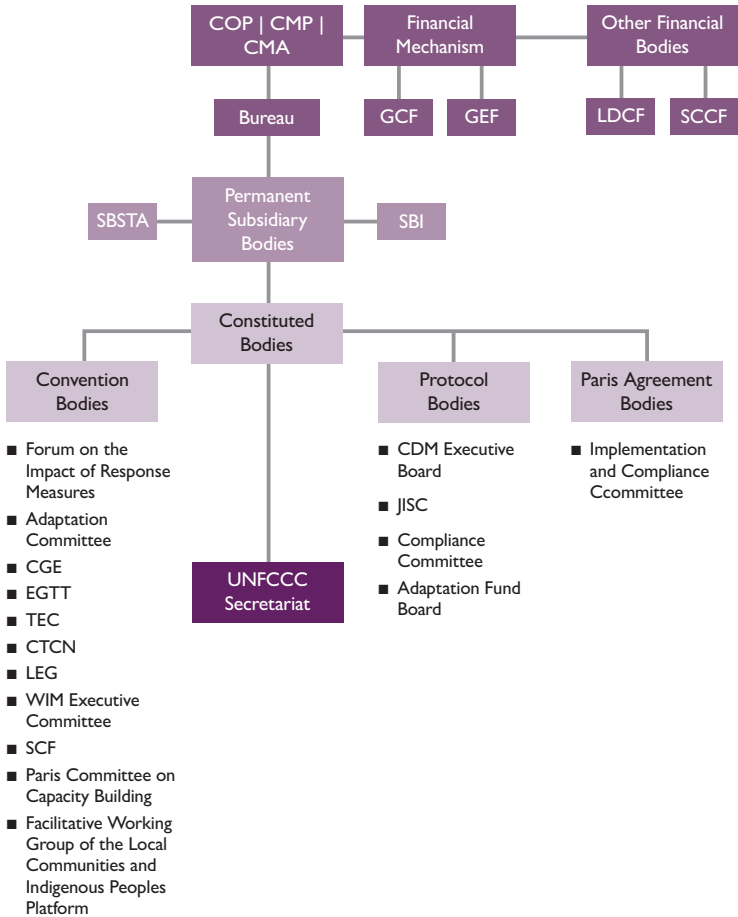 COP | CMP |
CMA
Financial
Mechanism
Other Financial
Bodies
Bureau
GCF
GEF
LDCF
SCCF
SBSTA
Permanent
Subsidiary
Bodies
SBI
Constituted
Bodies
Convention
Bodies
Protocol
Bodies
Paris Agreement
Bodies
■ Forum on the
Impact of Response
Measures
■ Adaptation
Committee
■ CGE
■ EGTT
■ TEC
■ CTCN
■ LEG
■ WIM Executive
Committee
■ SCF
■ Paris Committee on
Capacity Building
■ Facilitative Working
Group of the Local
Communities and
Indigenous Peoples
Platform
UNFCCC
Secretariat
■ CDM Executive
Board
■ JISC
■ Compliance
Committee
■ Adaptation Fund
Board
■ Implementation
and Compliance
Ccommittee